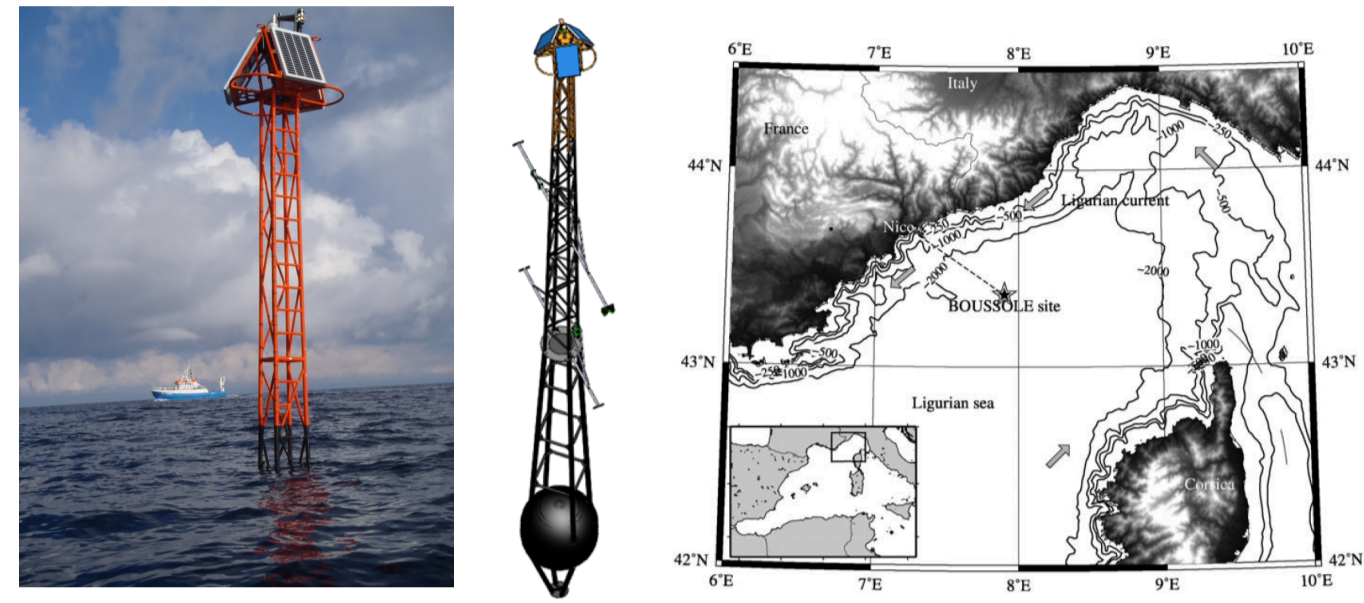 6°E 7°E 8°E 9°E 10°E
Italy
France
-1000
-250
44°N 44°N
-500
Ligurian current
-500
Nice
-250
-1000
-2000
-2000
BOUSSOLE site
-1000
43°N 43°N
-500
-250
-1000
Ligurian sea
Corsica
42°N 42°N
6°E 7°E 8°E 9°E 10°E